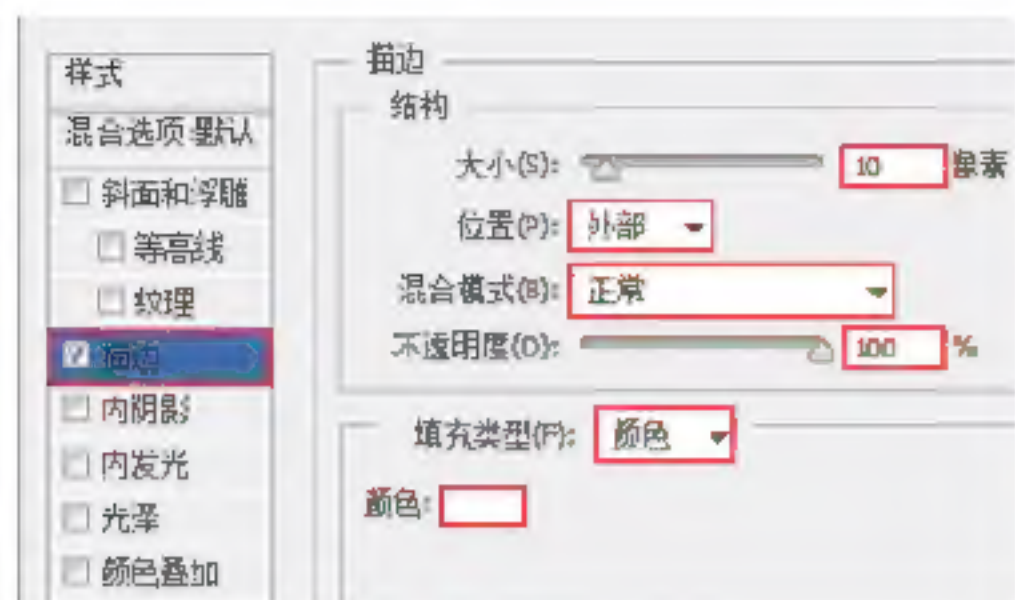 样式
混合选项:默认
斜面和浮雕
等高线
纹理
描边
内阴影
内发光
光泽
颜色叠加
描边
结构
大小(S): 10 像素
位置(P): 外部
混合模式(B): 正常
不透明度(O): 100 %
填充类型(F): 颜色
颜色: